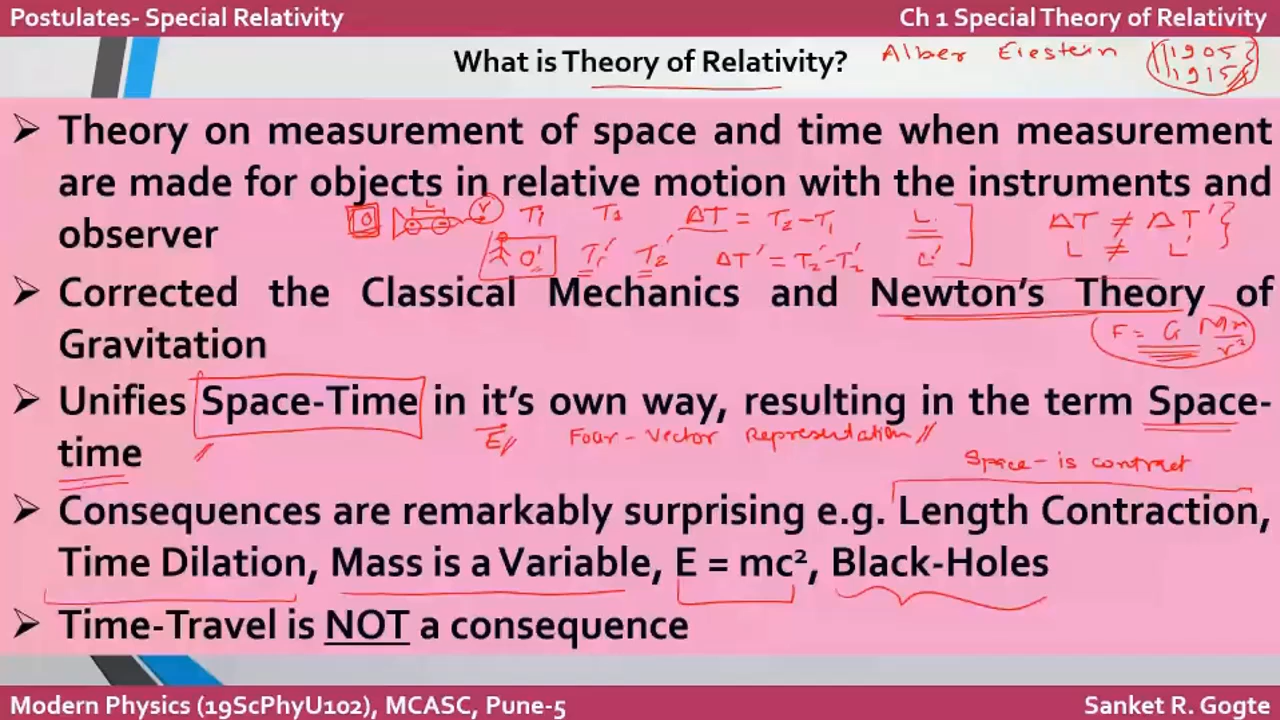 Postulates- Special Relativity
Ch 1 Special Theory of Relativity
What is Theory of Relativity?
Alber Eiestein
1905
1915
➢ Theory on measurement of space and time when measurement
are made for objects in relative motion with the instruments and
observer
O L v T₁ T₂ ΔT = T₂-T₁ L ΔT ≠ ΔT'
O' T₁' T₂' ΔT' = T₂'-T₂' L' L ≠ L'
➢ Corrected the Classical Mechanics and Newton's Theory of
Gravitation
F = G Mm/r²
➢ Unifies Space-Time in it's own way, resulting in the term Space-
time
E Four-Vector Representation
Space-is contract
➢ Consequences are remarkably surprising e.g. Length Contraction,
Time Dilation, Mass is a Variable, E = mc², Black-Holes
➢ Time-Travel is NOT a consequence
Modern Physics (19ScPhyU102), MCASC, Pune-5
Sanket R. Gogte